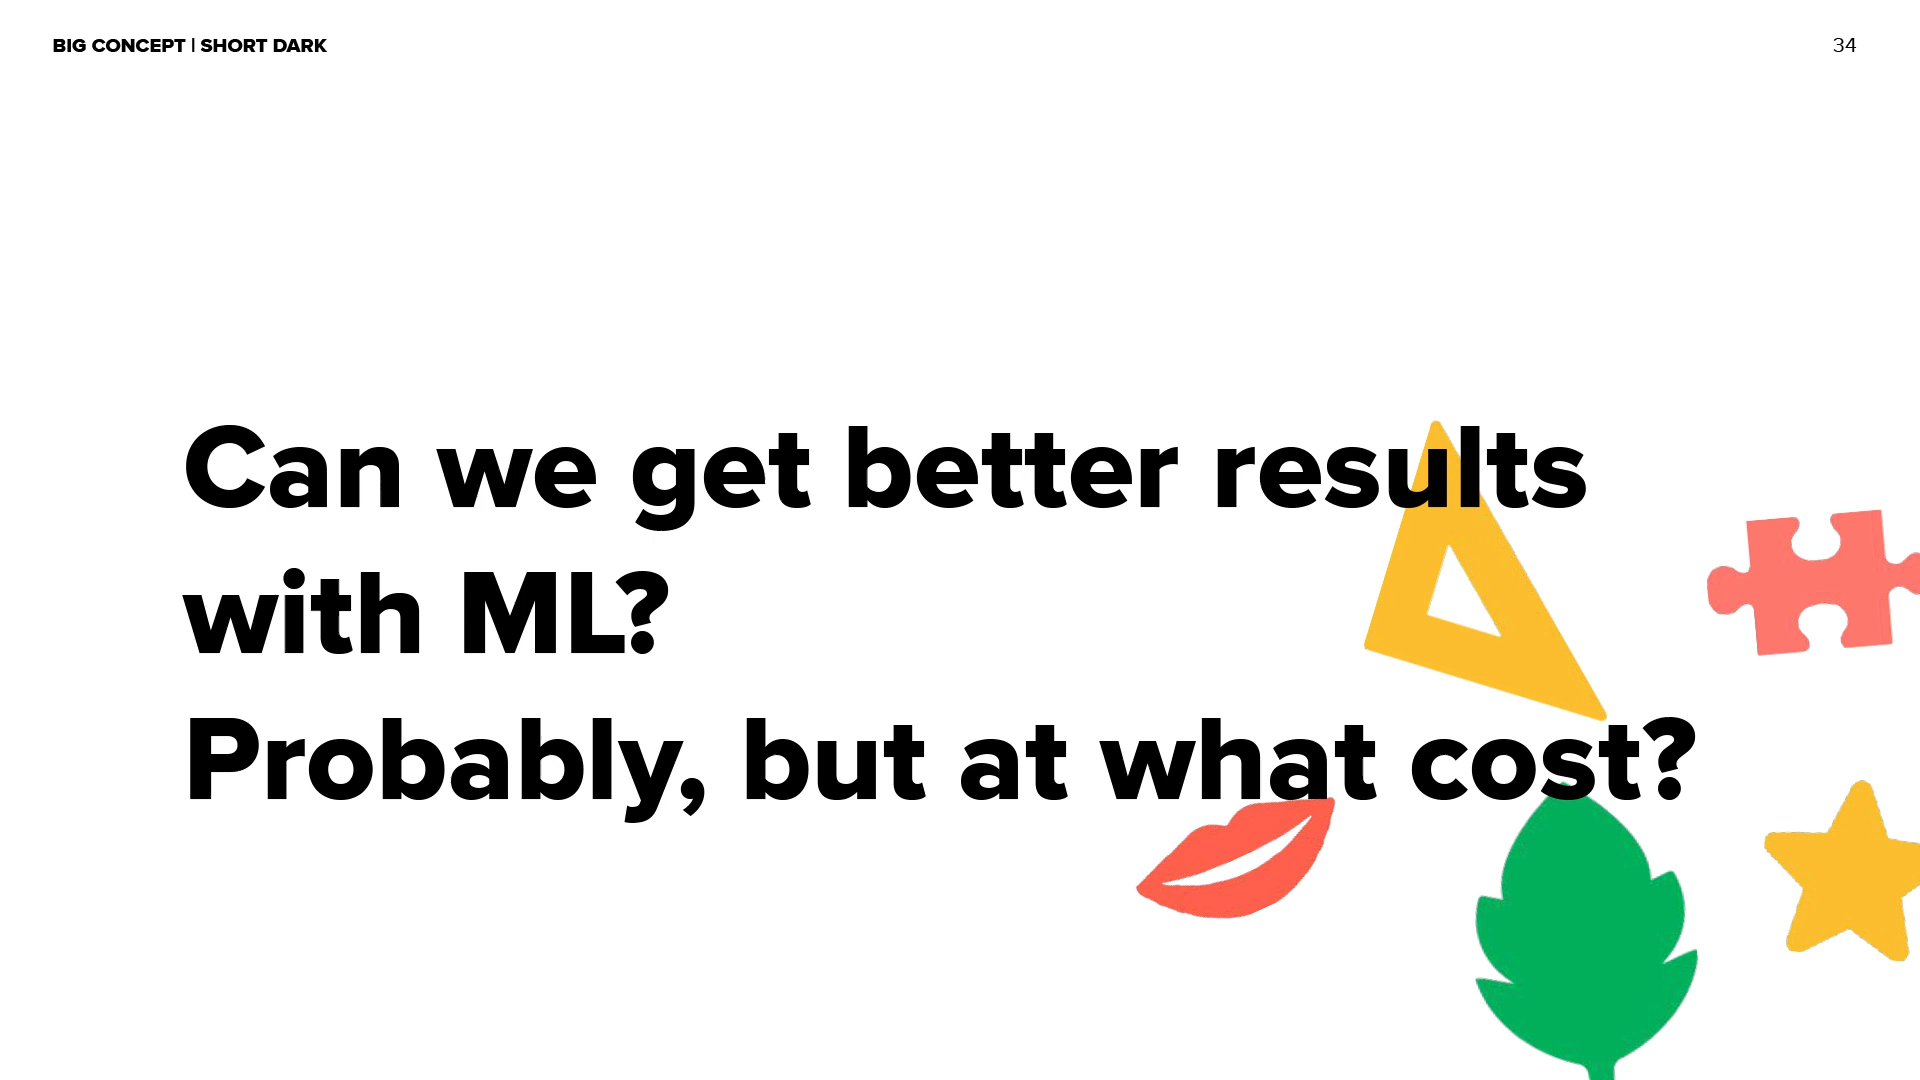 BIG CONCEPT | SHORT DARK
34
Can we get better results
with ML?
Probably, but at what cost?